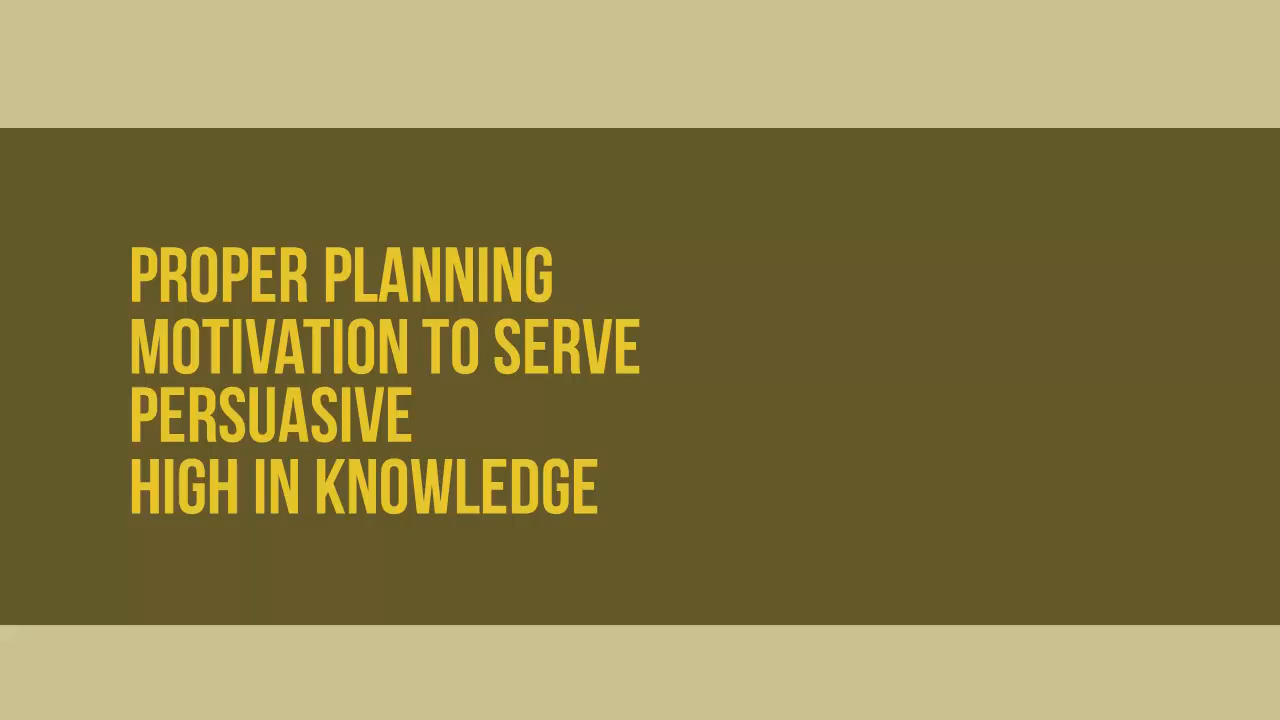 PROPER PLANNING
MOTIVATION TO SERVE
PERSUASIVE
HIGH IN KNOWLEDGE